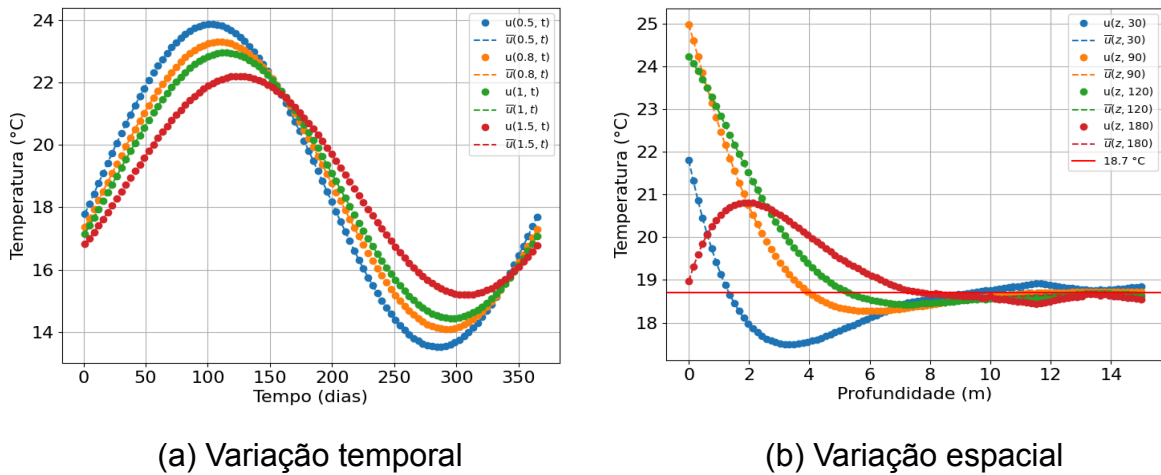 24
22
20
18
16
14
Temperatura (°C)
0
50
100
150
200
250
300
350
Tempo (dias)
u(0.5, t)
u̅(0.5, t)
u(0.8, t)
u̅(0.8, t)
u(1, t)
u̅(1, t)
u(1.5, t)
u̅(1.5, t)
(a) Variação temporal
25
24
23
22
21
20
19
18
Temperatura (°C)
0
2
4
6
8
10
12
14
Profundidade (m)
u(z, 30)
u̅(z, 30)
u(z, 90)
u̅(z, 90)
u(z, 120)
u̅(z, 120)
u(z, 180)
u̅(z, 180)
18.7 °C
(b) Variação espacial